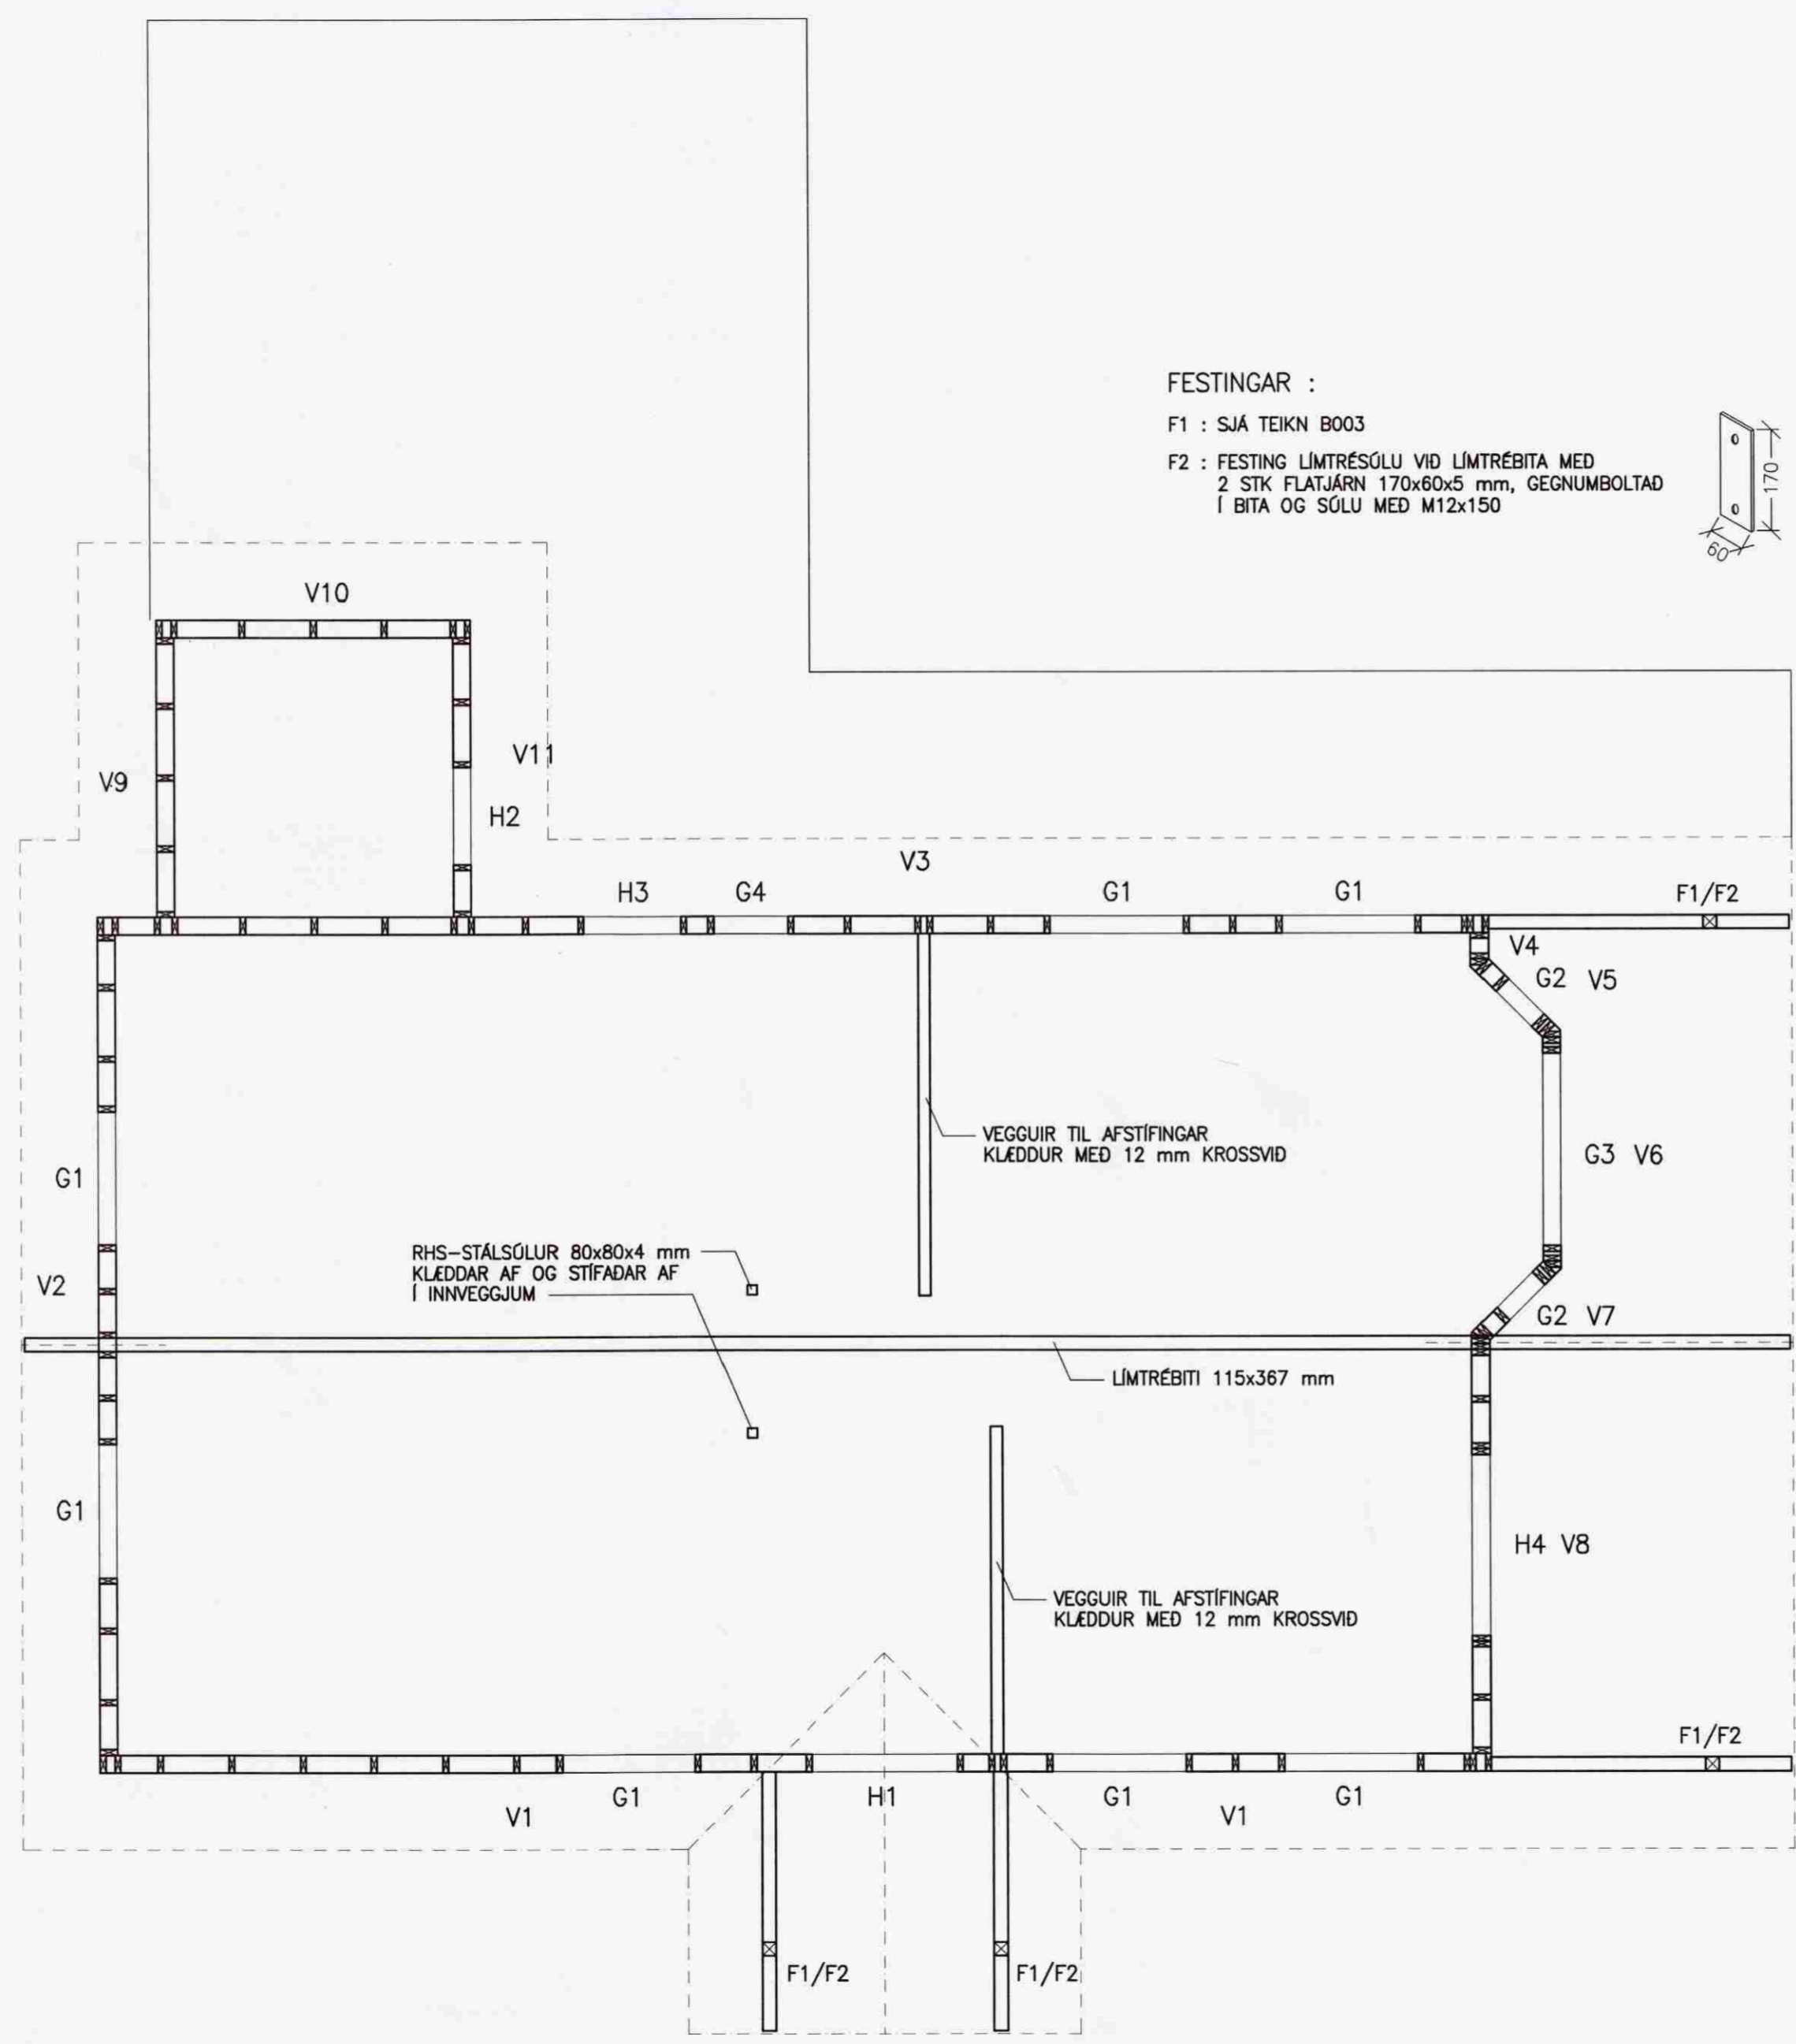 FESTINGAR :
F1 : SJÁ TEIKN B003
F2 : FESTING LÍMTRÉSÚLU VIÐ LÍMTRÉBITA MEÐ
2 STK FLATJÁRN 170x60x5 mm, GEGNUMBOLTAÐ
Í BITA OG SÚLU MEÐ M12x150
170
60
V10
V11
V9
H2
V3
H3 G4 G1 G1 F1/F2
V4
G2 V5
VEGGUIR TIL AFSTÍFINGAR
KLÆDDUR MEÐ 12 mm KROSSVIÐ
G3 V6
G1
RHS-STÁLSÚLUR 80x80x4 mm
KLÆDDAR AF OG STÍFAÐAR AF
Í INNVEGGJUM
V2
G2 V7
LÍMTRÉBITI 115x367 mm
G1
H4 V8
VEGGUIR TIL AFSTÍFINGAR
KLÆDDUR MEÐ 12 mm KROSSVIÐ
F1/F2
G1 H1 G1 G1
V1 V1
F1/F2 F1/F2